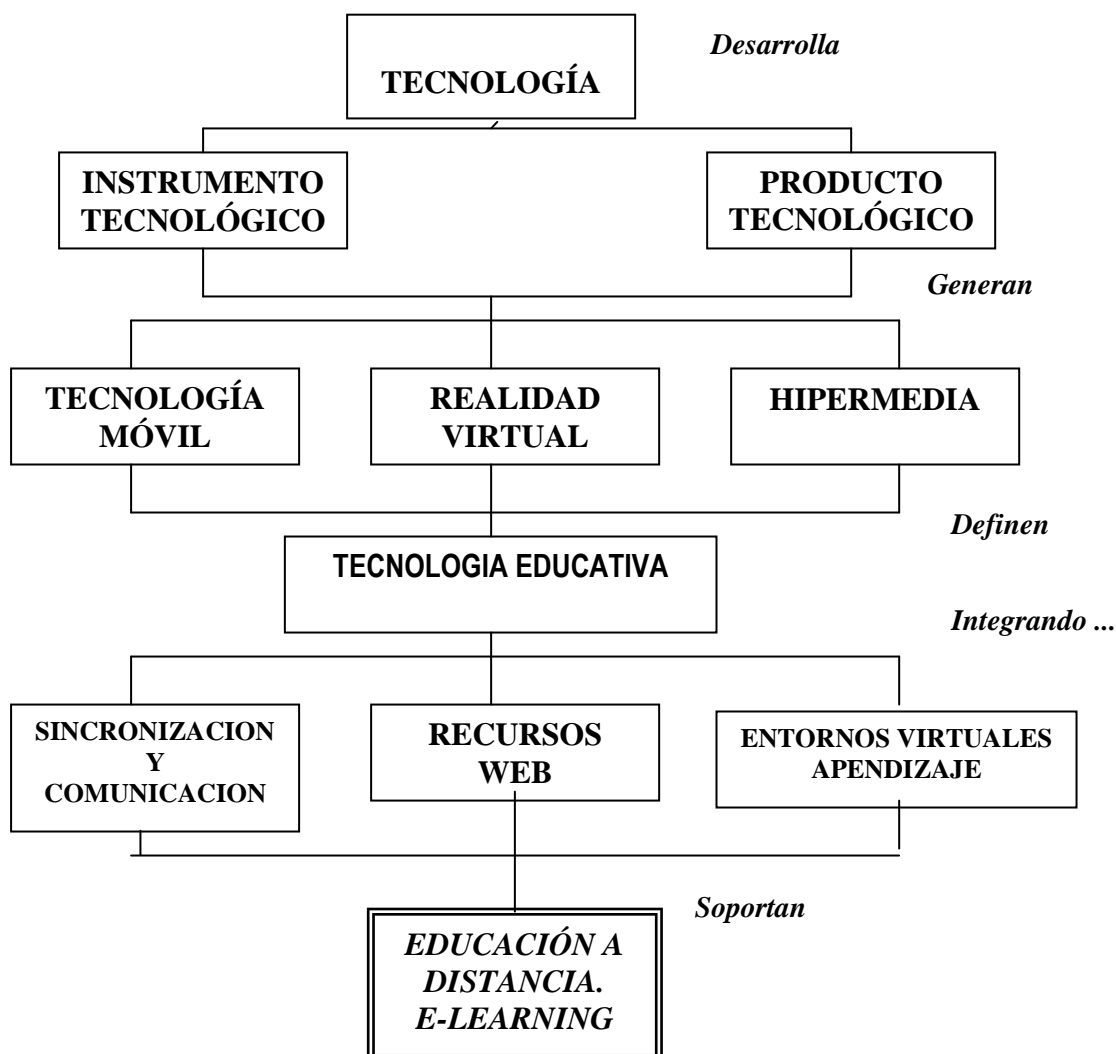 Desarrolla
TECNOLOGÍA
INSTRUMENTO
TECNOLÓGICO
PRODUCTO
TECNOLÓGICO
Generan
TECNOLOGÍA
MÓVIL
REALIDAD
VIRTUAL
HIPERMEDIA
Definen
TECNOLOGIA EDUCATIVA
Integrando ...
SINCRONIZACION
Y
COMUNICACION
RECURSOS
WEB
ENTORNOS VIRTUALES
APENDIZAJE
Soportan
EDUCACIÓN A
DISTANCIA.
E-LEARNING